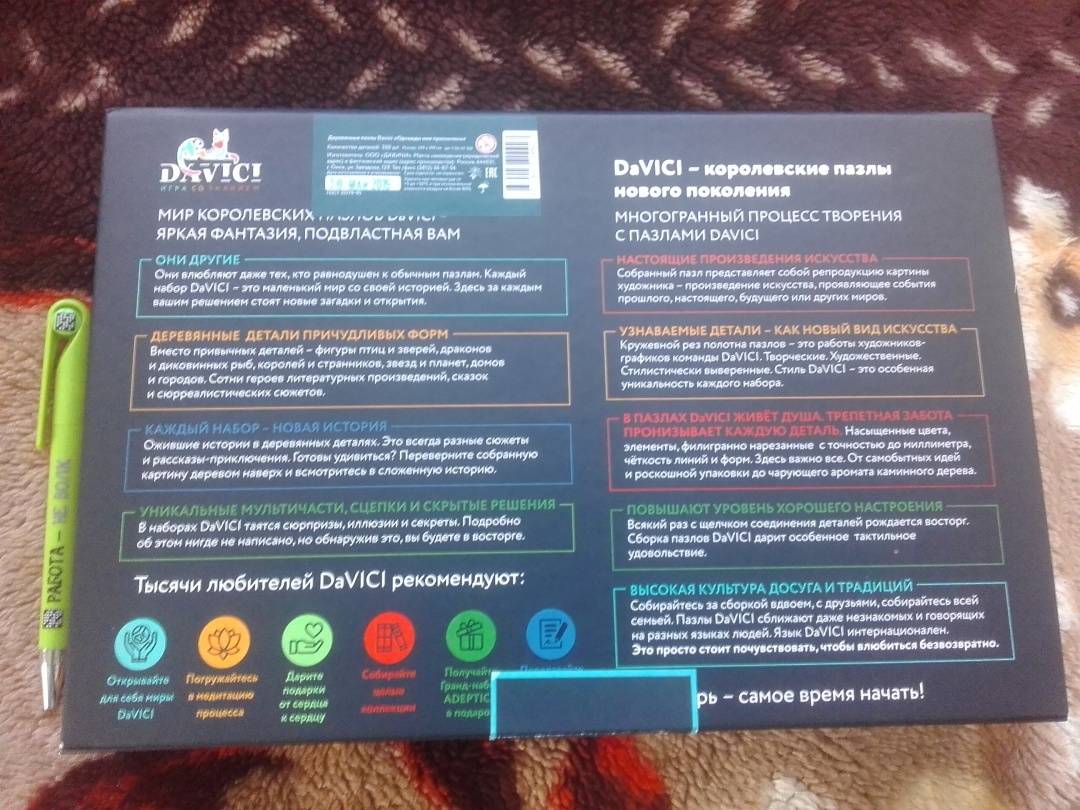 DAVICI
ИГРА СО ЗНАНИЕМ
Деревянные пазлы Davici
Количество деталей:
EAC
МИР КОРОЛЕВСКИХ ПАЗЛОВ DaVICI –
ЯРКАЯ ФАНТАЗИЯ, ПОДВЛАСТНАЯ ВАМ
ОНИ ДРУГИЕ
Они влюбляют даже тех, кто равнодушен к обычным пазлам. Каждый
набор DaVICI – это маленький мир со своей историей. Здесь за каждым
вашим решением стоят новые загадки и открытия.
ДЕРЕВЯННЫЕ ДЕТАЛИ ПРИЧУДЛИВЫХ ФОРМ
Вместо привычных деталей – фигуры птиц и зверей, драконов
и диковинных рыб, королей и странников, звезд и планет, домов
и городов. Сотни героев литературных произведений, сказок
и сюрреалистических сюжетов.
КАЖДЫЙ НАБОР – НОВАЯ ИСТОРИЯ
Ожившие истории в деревянных деталях. Это всегда разные сюжеты
и рассказы-приключения. Готовы удивиться? Переверните собранную
картину деревом наверх и всмотритесь в сложенную историю.
УНИКАЛЬНЫЕ МУЛЬТИЧАСТИ, СЦЕПКИ И СКРЫТЫЕ РЕШЕНИЯ
В наборах DaVICI таятся сюрпризы, иллюзии и секреты. Подробно
об этом нигде не написано, но обнаружив это, вы будете в восторге.
Тысячи любителей DaVICI рекомендуют:
Открывайте
для себя миры
DaVICI
Погружайтесь
в медитацию
процесса
Дарите
подарки
от сердца
к сердцу
Собирайте
целые
коллекции
Получайте
Гранд-наб
ADEPTIC
в подаро
DaVICI – королевские пазлы
нового поколения
МНОГОГРАННЫЙ ПРОЦЕСС ТВОРЕНИЯ
С ПАЗЛАМИ DAVICI
НАСТОЯЩИЕ ПРОИЗВЕДЕНИЯ ИСКУССТВА
Собранный пазл представляет собой репродукцию картины
художника – произведение искусства, проявляющее события
прошлого, настоящего, будущего или других миров.
УЗНАВАЕМЫЕ ДЕТАЛИ – КАК НОВЫЙ ВИД ИСКУССТВА
Кружевной рез полотна пазлов – это работы художников-
графиков команды DaVICI. Творческие. Художественные.
Стилистически выверенные. Стиль DaVICI – это особенная
уникальность каждого набора.
В ПАЗЛАХ DaVICI ЖИВЁТ ДУША. ТРЕПЕТНАЯ ЗАБОТА
ПРОНИЗЫВАЕТ КАЖДУЮ ДЕТАЛЬ. Насыщенные цвета,
элементы, филигранно нарезанные с точностью до миллиметра,
чёткость линий и форм. Здесь важно все. От самобытных идей
и роскошной упаковки до чарующего аромата каминного дерева.
ПОВЫШАЮТ УРОВЕНЬ ХОРОШЕГО НАСТРОЕНИЯ
Всякий раз с щелчком соединения деталей рождается восторг.
Сборка пазлов DaVICI дарит особенное тактильное
удовольствие.
ВЫСОКАЯ КУЛЬТУРА ДОСУГА И ТРАДИЦИЙ
Собирайтесь за сборкой вдвоем, с друзьями, собирайтесь всей
семьей. Пазлы DaVICI сближают даже незнакомых и говорящих
на разных языках людей. Язык DaVICI интернационален.
Это просто стоит почувствовать, чтобы влюбиться безвозвратно.
рь – самое время начать!
РАБОТА – НЕ ВОЛК